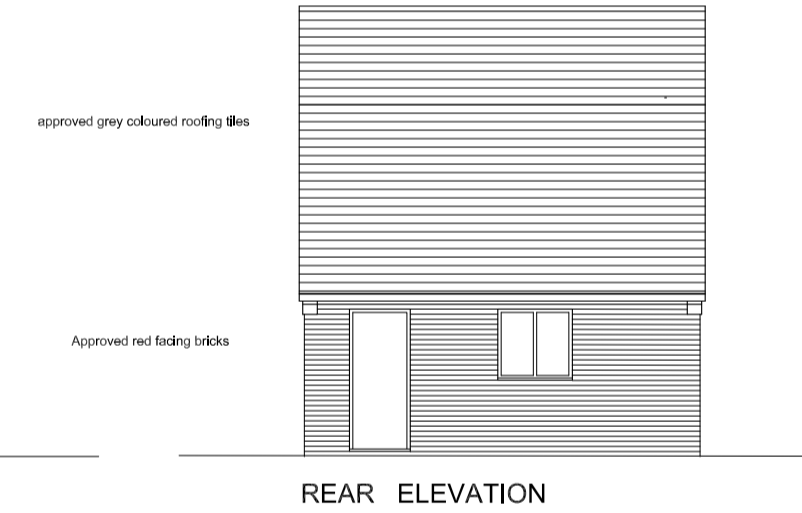 approved grey coloured roofing tiles
Approved red facing bricks
REAR ELEVATION